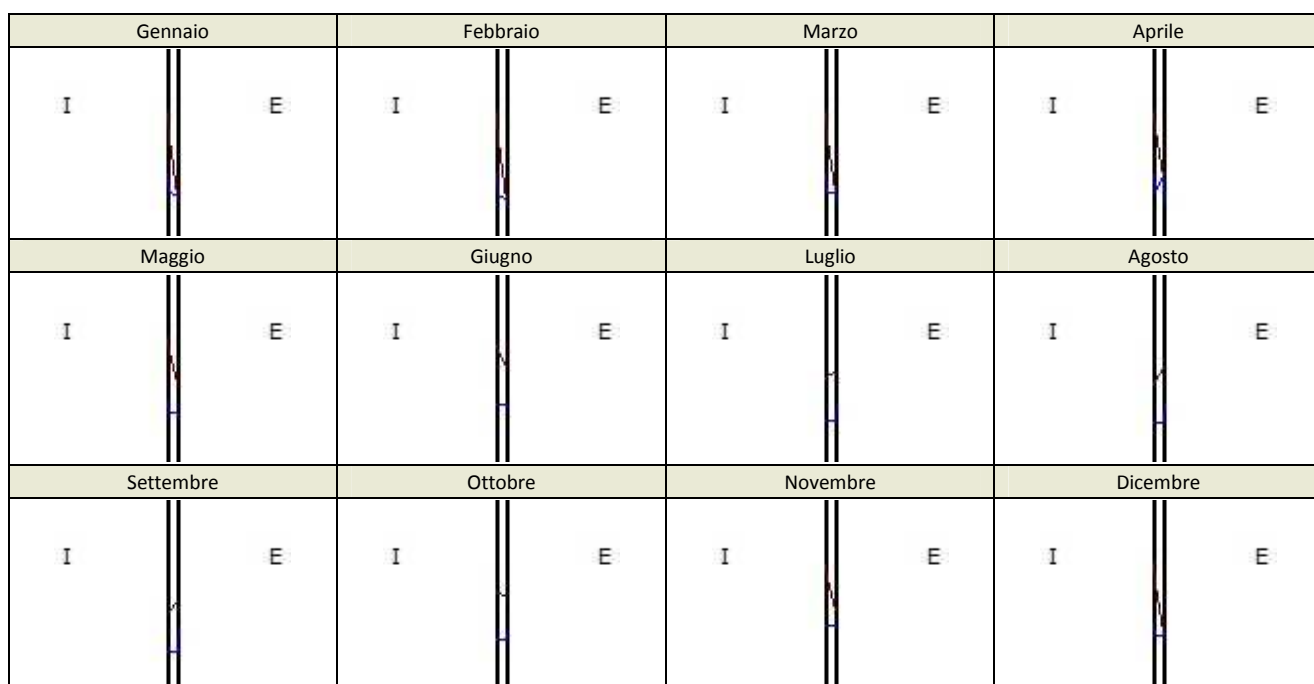 Gennaio Febbraio Marzo Aprile
I E I E I E I E
Maggio Giugno Luglio Agosto
I E I E I E I E
Settembre Ottobre Novembre Dicembre
I E I E I E I E